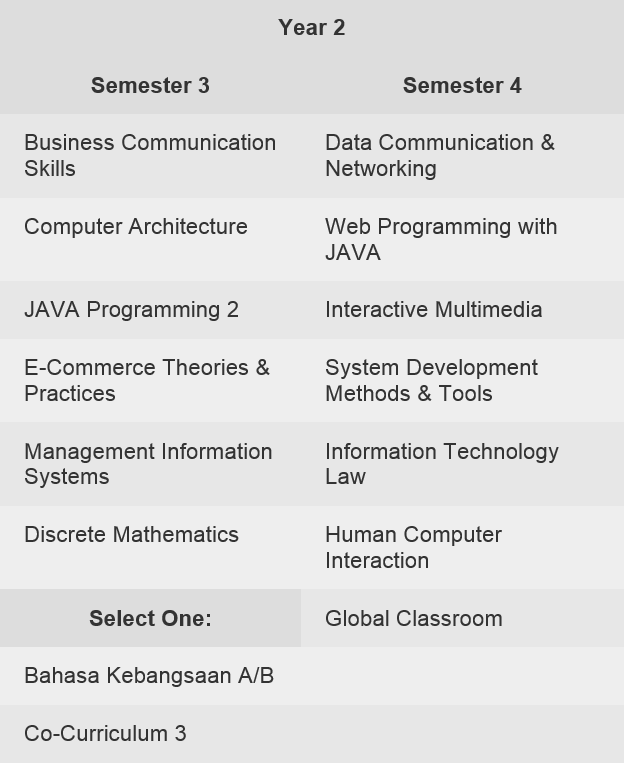 Year 2
Semester 3
Semester 4
Business Communication
Skills
Data Communication &
Networking
Computer Architecture
Web Programming with
JAVA
JAVA Programming 2
Interactive Multimedia
E-Commerce Theories &
Practices
System Development
Methods & Tools
Management Information
Systems
Information Technology
Law
Discrete Mathematics
Human Computer
Interaction
Select One:
Global Classroom
Bahasa Kebangsaan A/B
Co-Curriculum 3